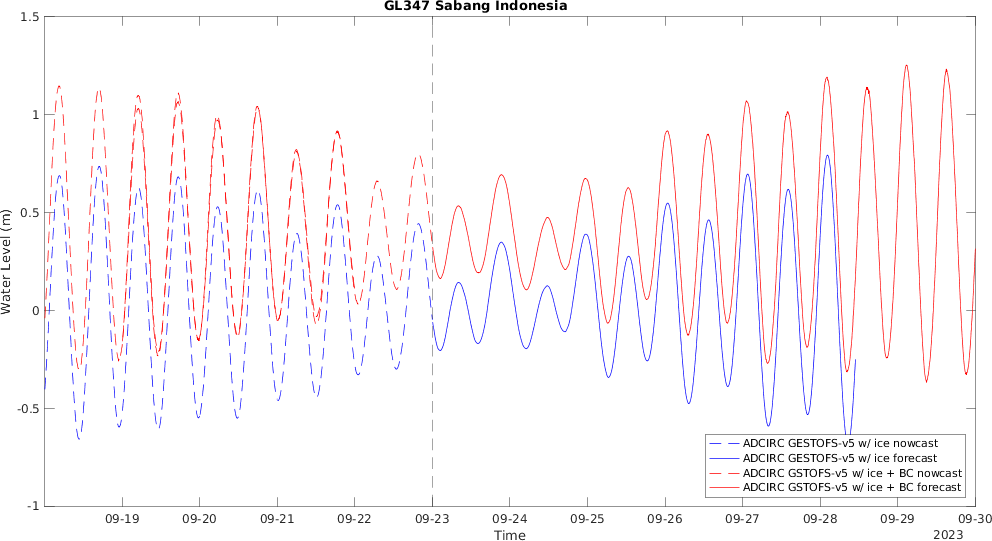 GL347 Sabang Indonesia
1.5
1
0.5
0
-0.5
-1
Water Level (m)
09-19 09-20 09-21 09-22 09-23 09-24 09-25 09-26 09-27 09-28 09-29 09-30
Time
2023
ADCIRC GESTOFS-v5 w/ ice nowcast
ADCIRC GESTOFS-v5 w/ ice forecast
ADCIRC GSTOFS-v5 w/ ice + BC nowcast
ADCIRC GSTOFS-v5 w/ ice + BC forecast